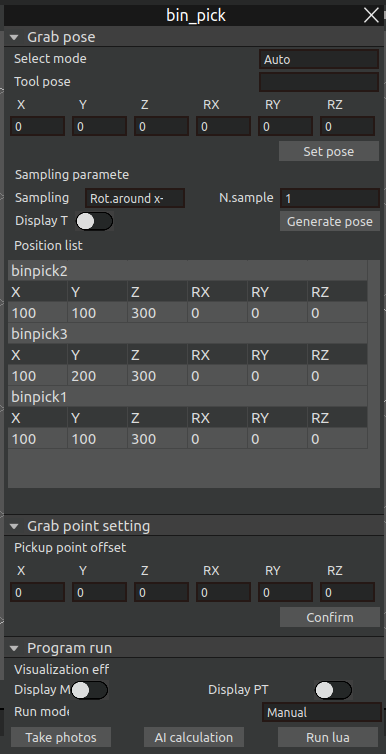 bin_pick
Grab pose
Select mode Auto
Tool pose
X Y Z RX RY RZ
0 0 0 0 0 0
Set pose
Sampling paramete
Sampling Rot.around x- N.sample 1
Display T Generate pose
Position list
binpick2
X Y Z RX RY RZ
100 100 300 0 0 0
binpick3
X Y Z RX RY RZ
100 200 300 0 0 0
binpick1
X Y Z RX RY RZ
100 100 300 0 0 0
Grab point setting
Pickup point offset
X Y Z RX RY RZ
0 0 0 0 0 0
Confirm
Program run
Visualization eff
Display M Display PT
Run mode Manual
Take photos AI calculation Run lua